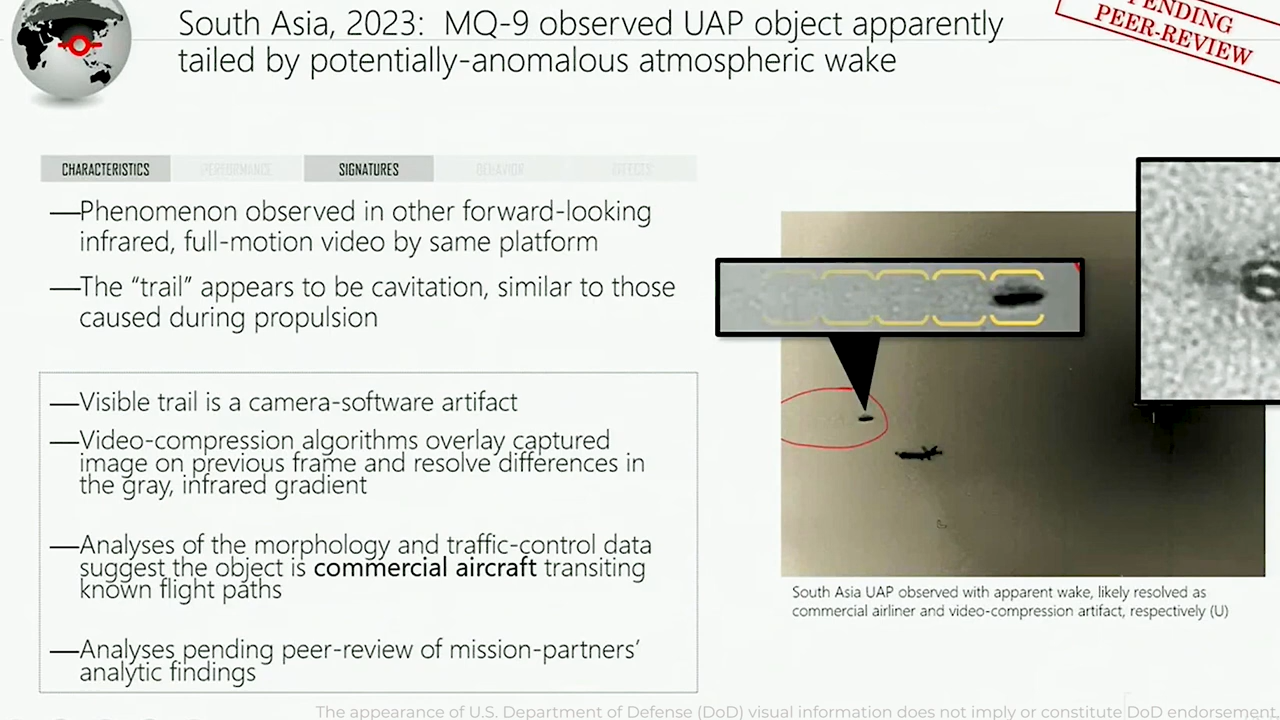 South Asia, 2023: MQ-9 observed UAP object apparently
tailed by potentially-anomalous atmospheric wake
PENDING
PEER-REVIEW
CHARACTERISTICS
PERFORMANCE
SIGNATURES
BEHAVIOR
EFFECTS
—Phenomenon observed in other forward-looking
infrared, full-motion video by same platform
—The “trail” appears to be cavitation, similar to those
caused during propulsion
—Visible trail is a camera-software artifact
—Video-compression algorithms overlay captured
image on previous frame and resolve differences in
the gray, infrared gradient
—Analyses of the morphology and traffic-control data
suggest the object is commercial aircraft transiting
known flight paths
—Analyses pending peer-review of mission-partners’
analytic findings
South Asia UAP observed with apparent wake, likely resolved as
commercial airliner and video-compression artifact, respectively (U)
The appearance of U.S. Department of Defense (DoD) visual information does not imply or constitute DoD endorsement